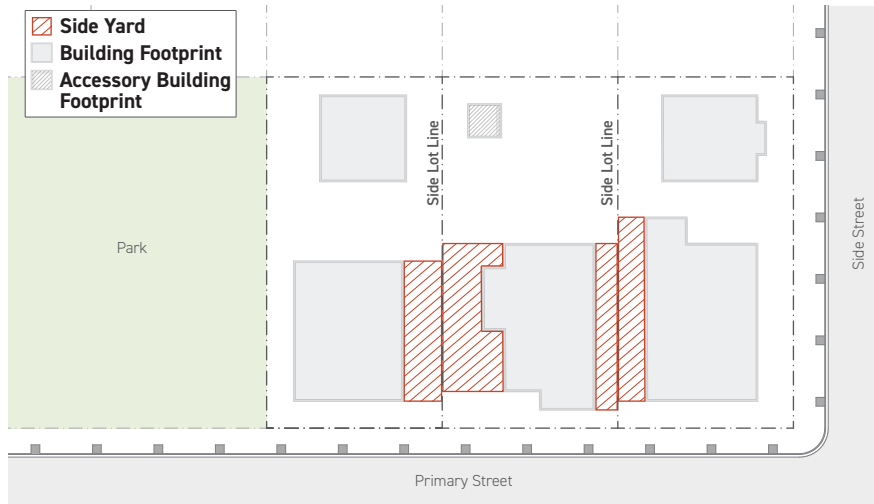 Side Yard
Building Footprint
Accessory Building
Footprint
Side Lot Line
Side Lot Line
Park
Side Street
Primary Street